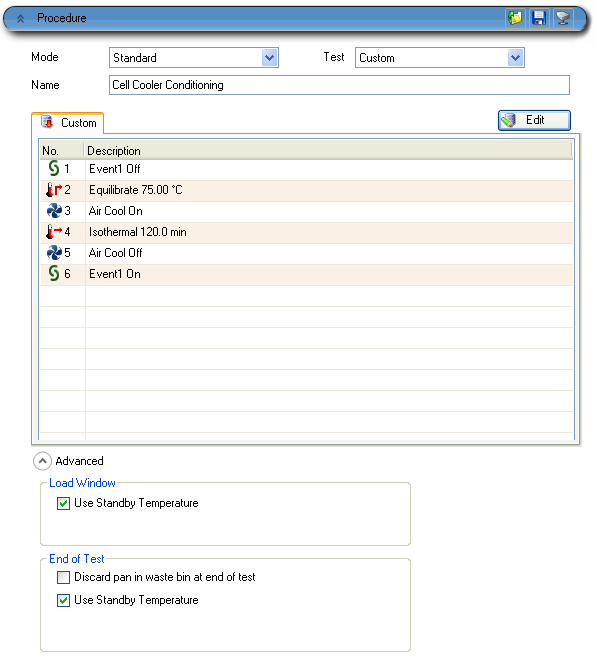 Procedure
Mode Standard Test Custom
Name Cell Cooler Conditioning
Custom Edit
No. Description
1 Event1 Off
2 Equilibrate 75.00 °C
3 Air Cool On
4 Isothermal 120.0 min
5 Air Cool Off
6 Event1 On
Advanced
Load Window
Use Standby Temperature
End of Test
Discard pan in waste bin at end of test
Use Standby Temperature